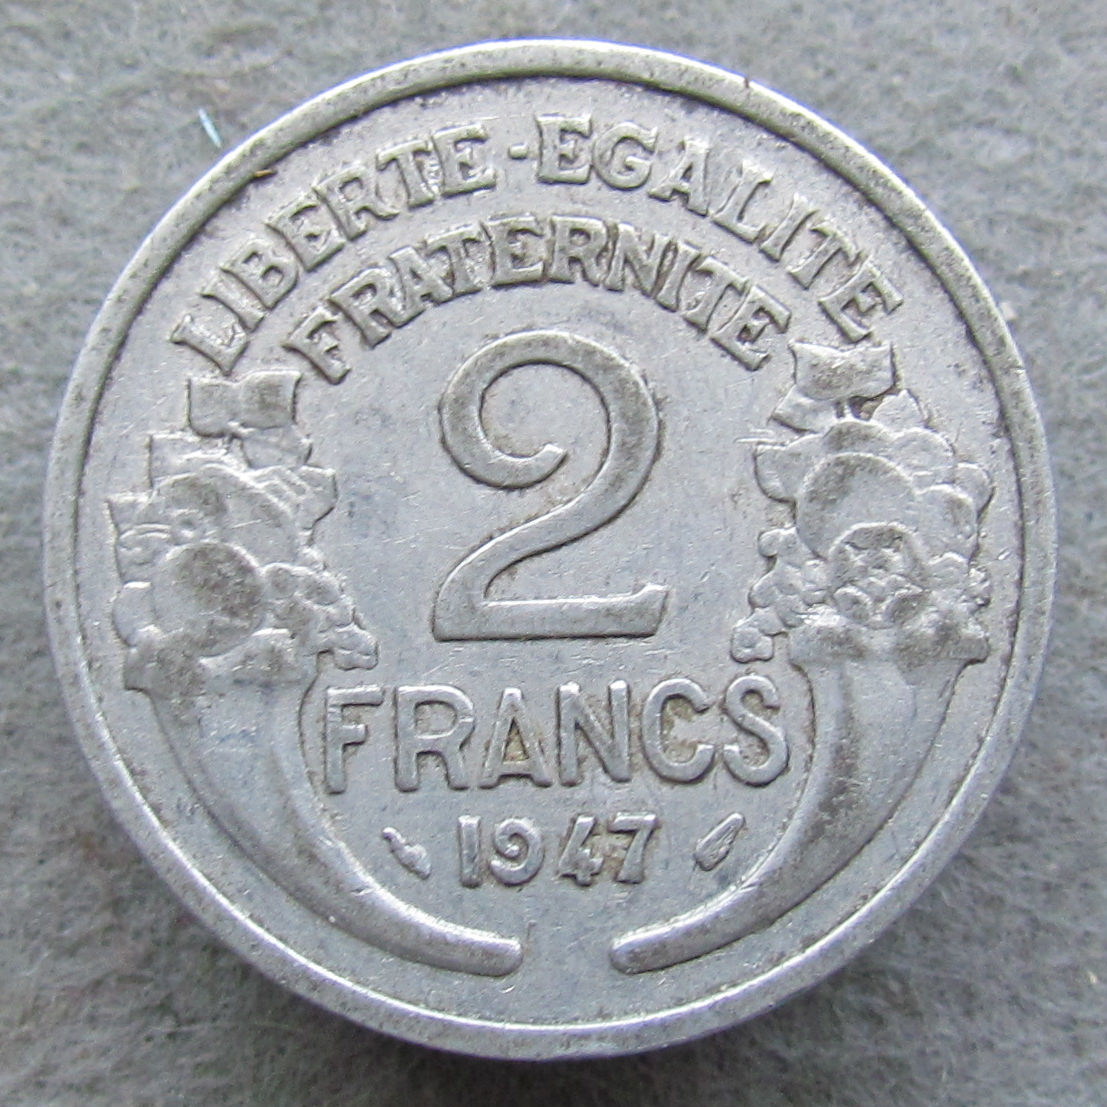 LIBERTE-EGALITE
FRATERNITE
2
FRANCS
1947